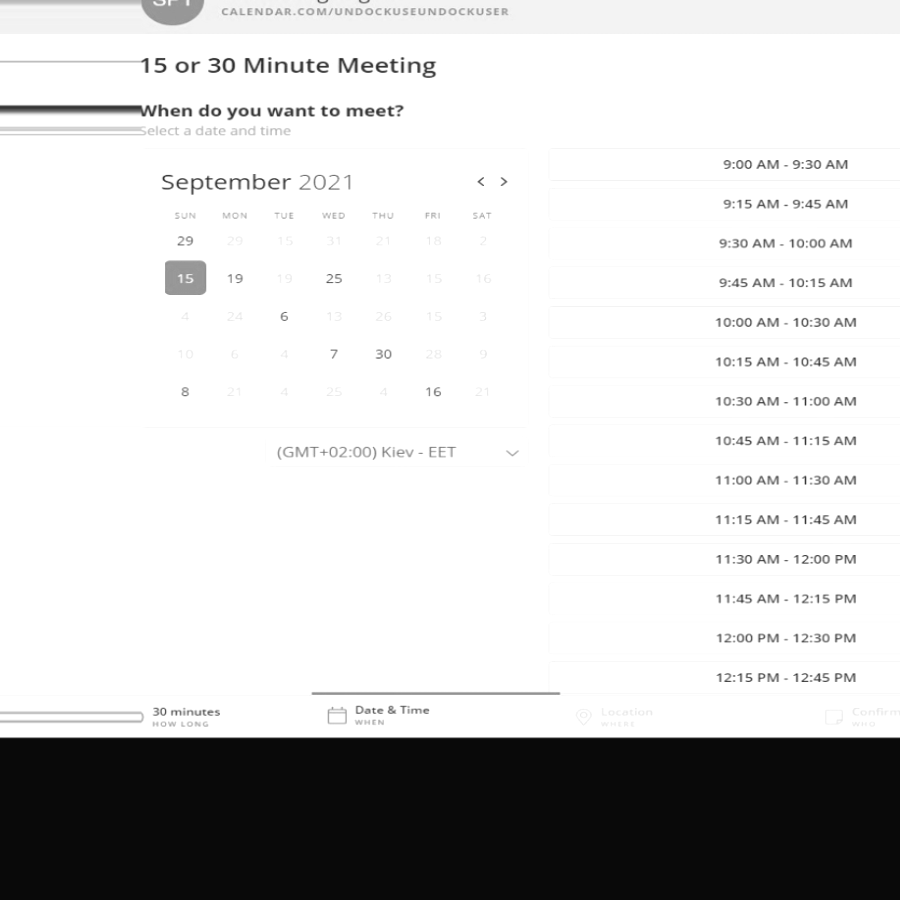 CALENDAR.COM/UNDOCKUSEUNDOCKUSER
15 or 30 Minute Meeting
When do you want to meet?
Select a date and time
September 2021
< >
SUN MON TUE WED THU FRI SAT
29 29 15 31 21 18 2
15 19 19 25 13 15 16
4 24 6 13 26 15 3
10 6 4 7 30 28 9
8 21 4 25 4 16 21
(GMT+02:00) Kiev - EET
9:00 AM - 9:30 AM
9:15 AM - 9:45 AM
9:30 AM - 10:00 AM
9:45 AM - 10:15 AM
10:00 AM - 10:30 AM
10:15 AM - 10:45 AM
10:30 AM - 11:00 AM
10:45 AM - 11:15 AM
11:00 AM - 11:30 AM
11:15 AM - 11:45 AM
11:30 AM - 12:00 PM
11:45 AM - 12:15 PM
12:00 PM - 12:30 PM
12:15 PM - 12:45 PM
30 minutes
HOW LONG
Date & Time
WHEN
Location
WHERE
Confirm
WHO